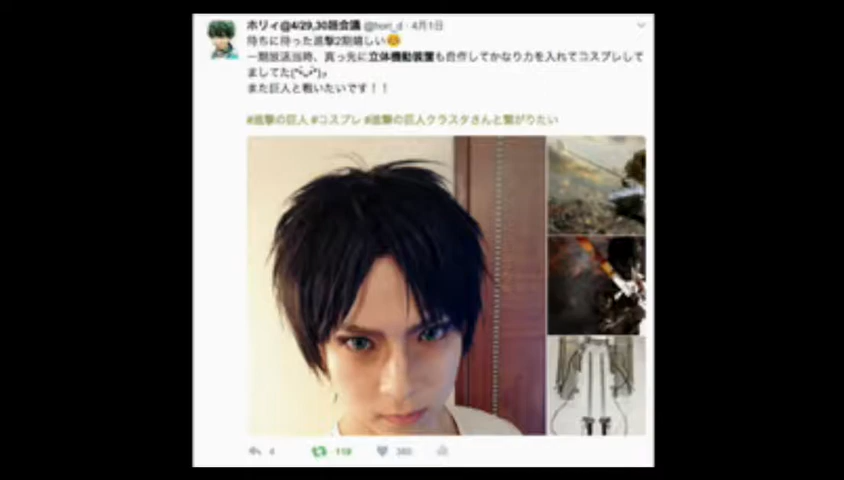 ホリィ@4/29,30超会議 @hori_d · 4月1日
待ちに待った進撃2期嬉しい😊
一期放送当時、真っ先に立体機動装置も自作してかなり力を入れてコスプレして
ましてた
また巨人と戦いたいです！！
#進撃の巨人 #コスプレ #進撃の巨人クラスタさんと繋がりたい
4 119